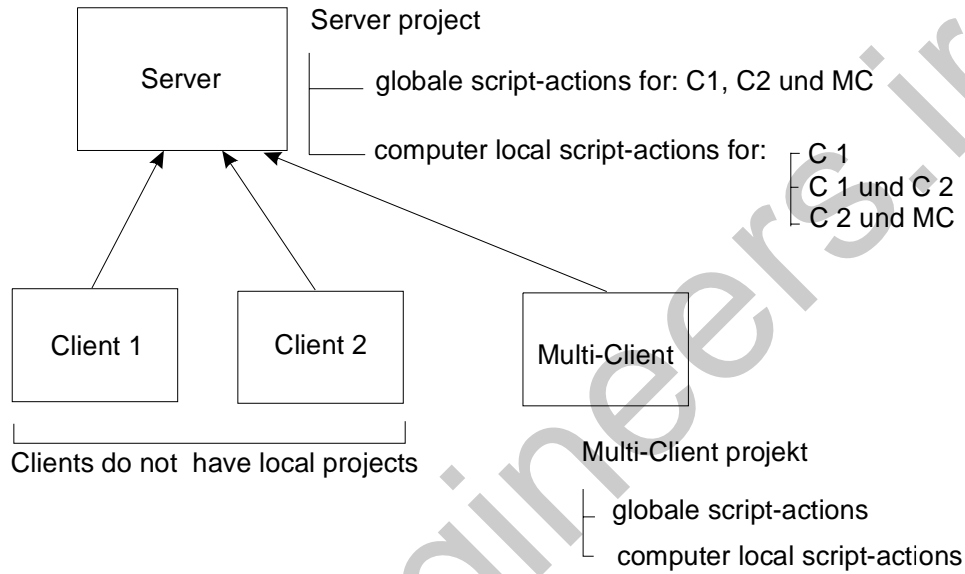 Server project
Server
globale script-actions for: C1, C2 und MC
computer local script-actions for:
C 1
C 1 und C 2
C 2 und MC
Client 1
Client 2
Multi-Client
Clients do not have local projects
Multi-Client projekt
globale script-actions
computer local script-actions
gineers.ir